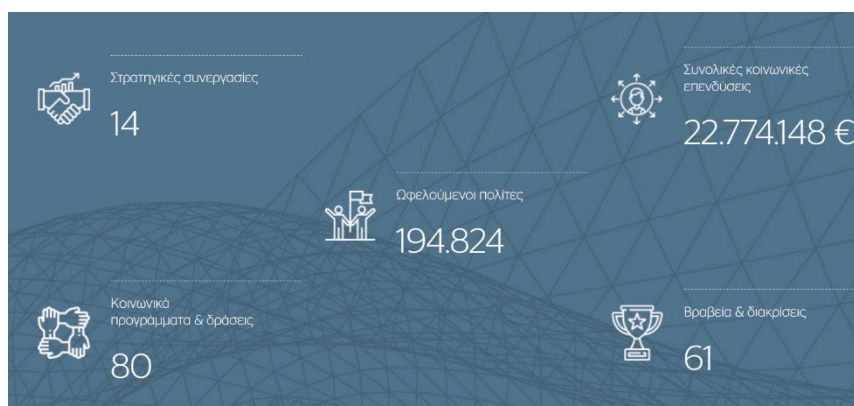 Στρατηγικές συνεργασίες
14
Συνολικές κοινωνικές
επενδύσεις
22.774.148 €
Ωφελούμενοι πολίτες
194.824
Κοινωνικά
προγράμματα & δράσεις
80
Βραβεία & διακρίσεις
61